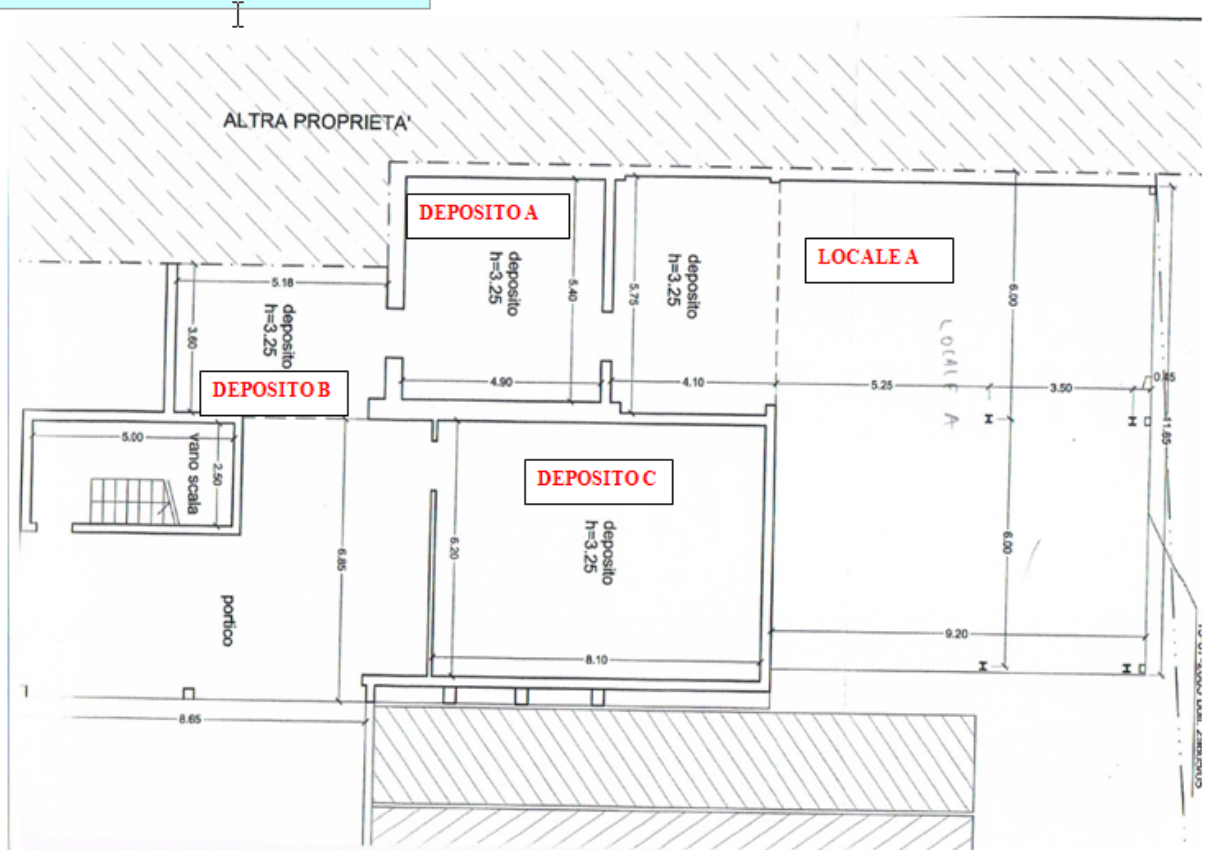 ALTRA PROPRIETA'
DEPOSITO A
LOCALE A
deposito
h=3.25
deposito
h=3.25
5.18
deposito
h=3.25
3.60
5.40
5.75
6.00
DEPOSITO B
4.90
4.10
5.25
3.50
0.45
LOCALE A
11.85
5.00
2.50
vano scala
DEPOSITO C
deposito
h=3.25
6.20
6.85
6.00
portico
9.20
8.10
8.65